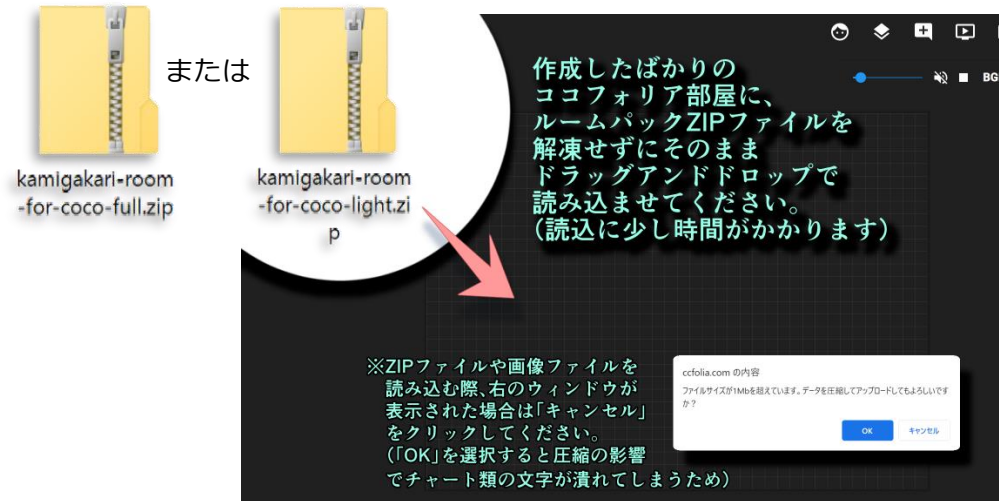 kamigakari-room
-for-coco-full.zip
または
kamigakari-room
-for-coco-light.zi
p
BG
作成したばかりの
ココフォリア部屋に、
ルームパックZIPファイルを
解凍せずにそのまま
ドラッグアンドドロップで
読み込ませてください。
(読込に少し時間がかかります)
※ZIPファイルや画像ファイルを
読み込む際、右のウィンドウが
表示された場合は「キャンセル」
をクリックしてください。
(「OK」を選択すると圧縮の影響
でチャート類の文字が潰れてしまうため)
ccfolia.com の内容
ファイルサイズが1Mbを超えています。データを圧縮してアップロードしてもよろしいです
か?
OK
キャンセル